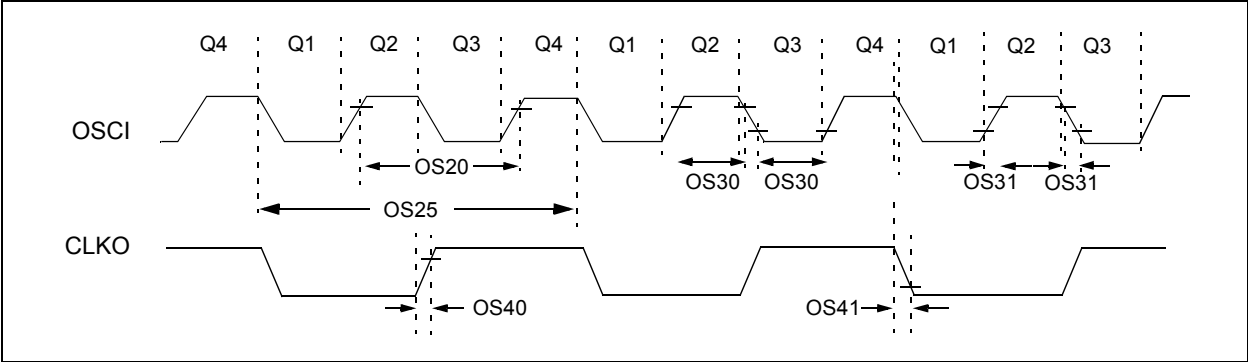 Q4 Q1 Q2 Q3 Q4 Q1 Q2 Q3 Q4 Q1 Q2 Q3
OSCI
OS20
OS30 OS30
OS31 OS31
OS25
CLKO
OS40
OS41